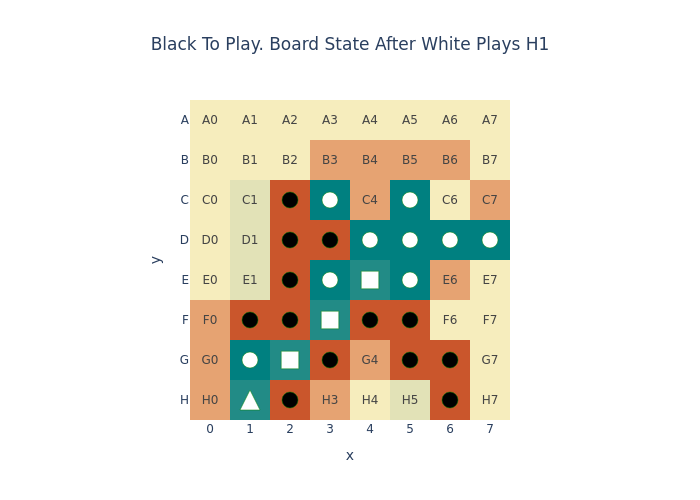 Black To Play. Board State After White Plays H1
A A0 A1 A2 A3 A4 A5 A6 A7
B B0 B1 B2 B3 B4 B5 B6 B7
C C0 C1 C4 C6 C7
D D0 D1
E E0 E1 E6 E7
F F0 F6 F7
G G0 G4 G7
H H0 H3 H4 H5 H7
0 1 2 3 4 5 6 7
x
y